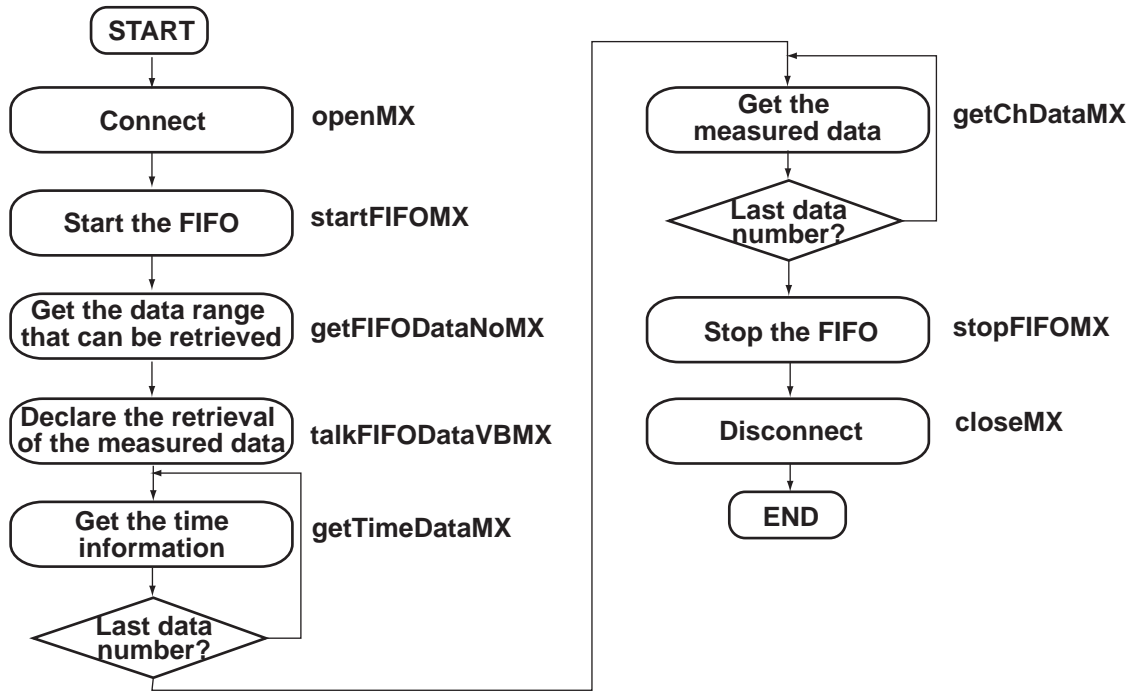 START
Connect
openMX
Start the FIFO
startFIFOMX
Get the data range
that can be retrieved
getFIFODataNoMX
Declare the retrieval
of the measured data
talkFIFODataVBMX
Get the time
information
getTimeDataMX
Last data
number?
Get the
measured data
getChDataMX
Last data
number?
Stop the FIFO
stopFIFOMX
Disconnect
closeMX
END